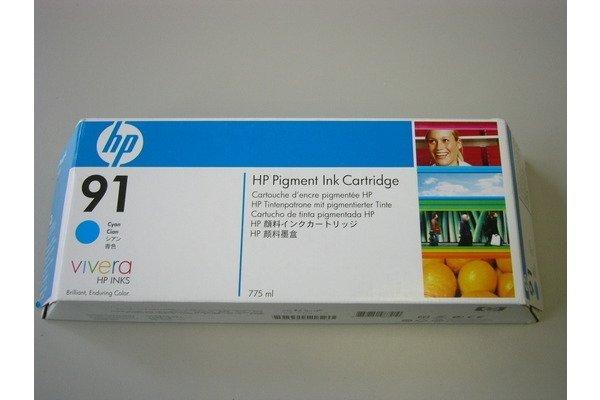 hp
91
Cyan
Cian
シアン
青色
vivera
HP INKS
Brilliant, Enduring Color.
HP Pigment Ink Cartridge
Cartouche d'encre pigmentée HP
HP Tintenpatrone mit pigmentierter Tinte
Cartucho de tinta pigmentada HP
HP 顔料インクカートリッジ
HP 颜料墨盒
775 ml